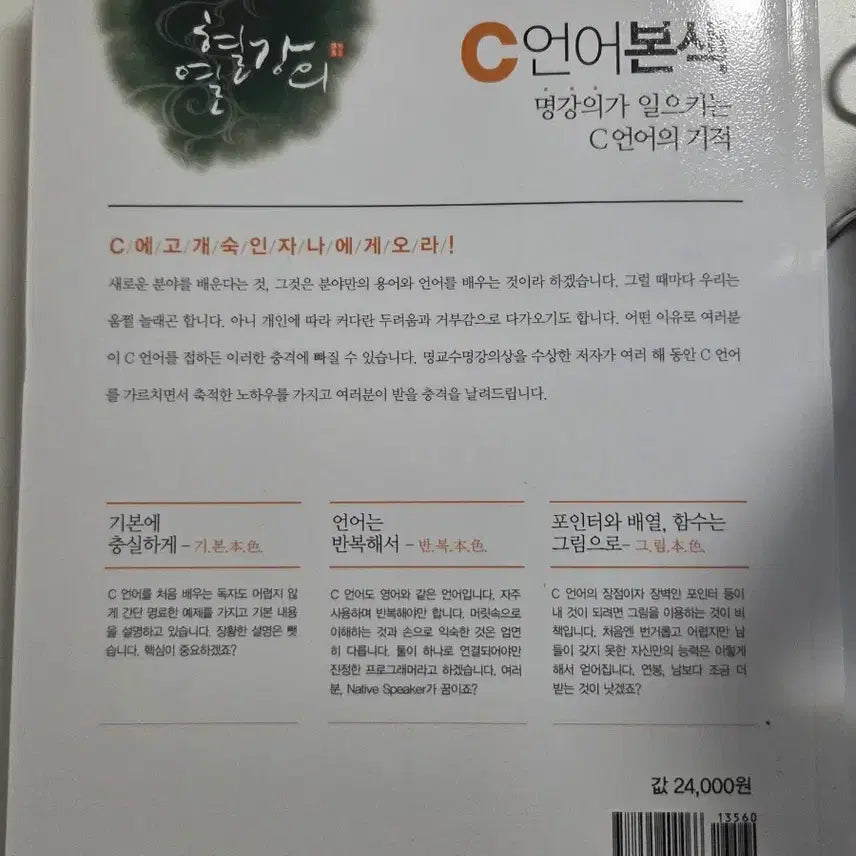 열혈강의
C언어본색
명강의가 일으키는
C언어의 기적
C/에/고/개/숙/인/자/나/에/게/오/라/!
새로운 분야를 배운다는 것, 그것은 분야만의 용어와 언어를 배우는 것이라 하겠습니다. 그럴 때마다 우리는
움찔 놀래곤 합니다. 아니 개인에 따라 커다란 두려움과 거부감으로 다가오기도 합니다. 어떤 이유로 여러분
이 C 언어를 접하든 이러한 충격에 빠질 수 있습니다. 명교수명강의상을 수상한 저자가 여러 해 동안 C 언어
를 가르치면서 축적한 노하우를 가지고 여러분이 받을 충격을 날려드립니다.
기본에
충실하게 - 기.본.本.色.
C 언어를 처음 배우는 독자도 어렵지 않
게 간단 명료한 예제를 가지고 기본 내용
을 설명하고 있습니다. 장황한 설명은 뺏
습니다. 핵심이 중요하겠죠?
언어는
반복해서 - 반.복.本.色.
C 언어도 영어와 같은 언어입니다. 자주
사용하며 반복해야만 합니다. 머릿속으로
이해하는 것과 손으로 익숙한 것은 엄연
히 다릅니다. 둘이 하나로 연결되어야만
진정한 프로그래머라고 하겠습니다. 여러
분, Native Speaker가 꿈이죠?
포인터와 배열, 함수는
그림으로- 그.림.本.色.
C 언어의 장점이자 장벽인 포인터 등이
내 것이 되려면 그림을 이용하는 것이 비
책입니다. 처음엔 번거롭고 어렵지만 남
들이 갖지 못한 자신만의 능력은 이렇게
해서 얻어집니다. 연봉, 남보다 조금 더
받는 것이 낫겠죠?
값 24,000원
13560